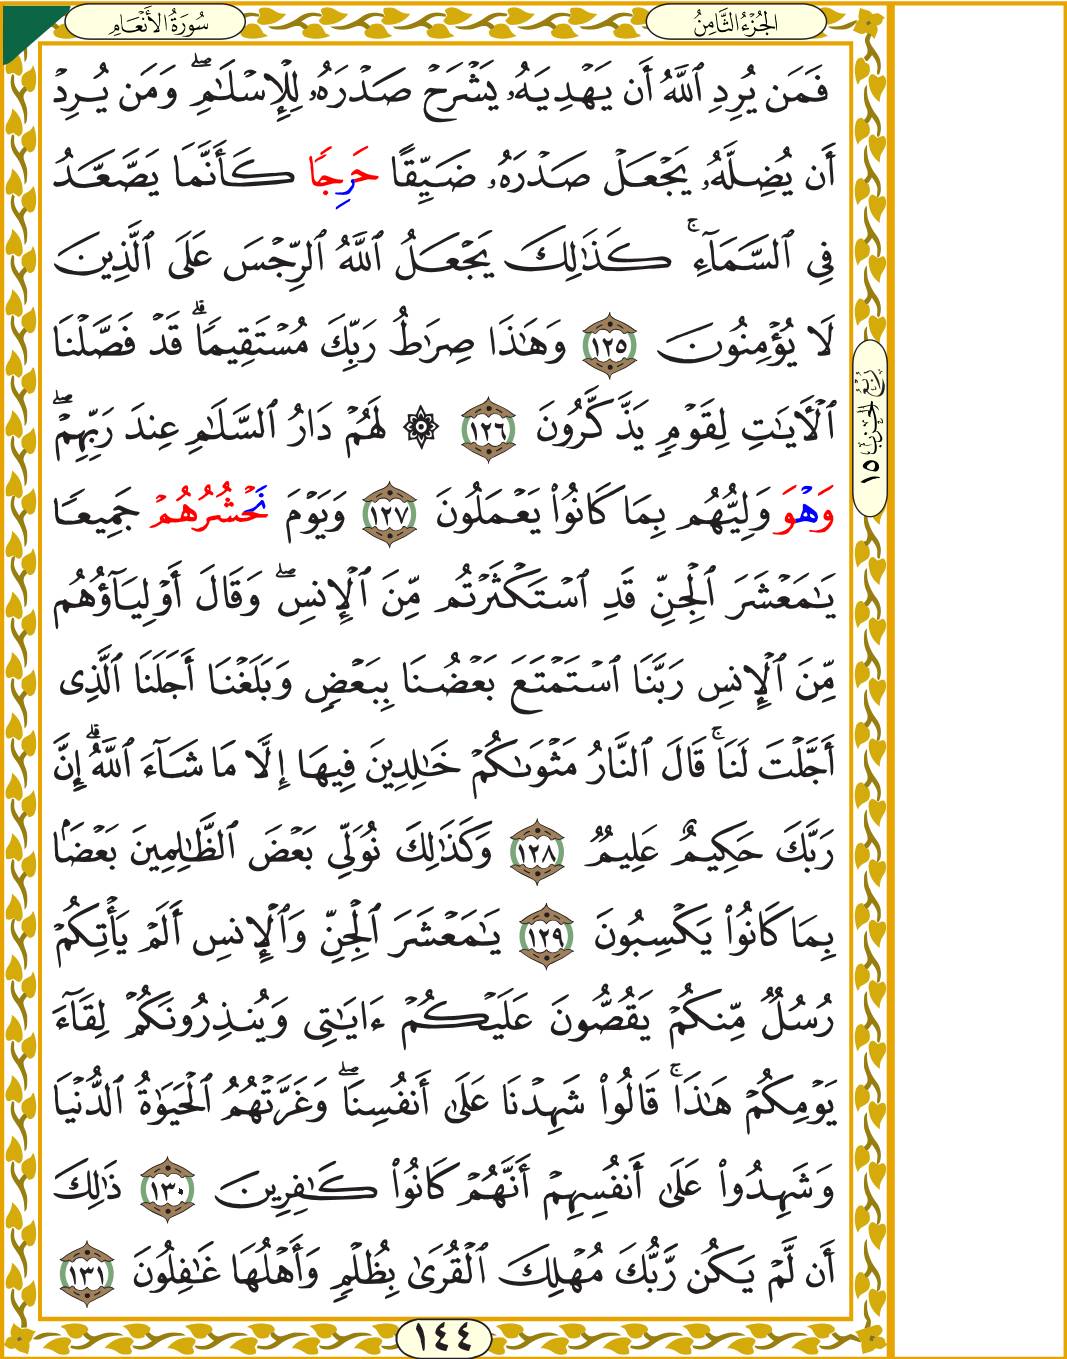 سُورَةُ الأَنْعَامِ
الجُزْءُ الثَّامِنُ
فَمَن يُرِدِ ٱللَّهُ أَن يَهْدِيَهُۥ يَشْرَحْ صَدْرَهُۥ لِلْإِسْلَـٰمِۖ وَمَن يُرِدْ
أَن يُضِلَّهُۥ يَجْعَلْ صَدْرَهُۥ ضَيِّقًا حَرِجًا كَأَنَّمَا يَصَّعَّدُ
فِي ٱلسَّمَآءِۚ كَذَٰلِكَ يَجْعَلُ ٱللَّهُ ٱلرِّجْسَ عَلَى ٱلَّذِينَ
لَا يُؤْمِنُونَ ١٢٥ وَهَـٰذَا صِرَٰطُ رَبِّكَ مُسْتَقِيمًاۗ قَدْ فَصَّلْنَا
ٱلْـَٔايَـٰتِ لِقَوْمٍ يَذَّكَّرُونَ ١٢٦ ۞ لَهُمْ دَارُ ٱلسَّلَـٰمِ عِندَ رَبِّهِمْۖ
وَهْوَ وَلِيُّهُم بِمَا كَانُوا۟ يَعْمَلُونَ ١٢٧ وَيَوْمَ نَحْشُرُهُمْ جَمِيعًا
يَـٰمَعْشَرَ ٱلْجِنِّ قَدِ ٱسْتَكْثَرْتُم مِّنَ ٱلْإِنسِۖ وَقَالَ أَوْلِيَآؤُهُم
مِّنَ ٱلْإِنسِ رَبَّنَا ٱسْتَمْتَعَ بَعْضُنَا بِبَعْضٍ وَبَلَغْنَآ أَجَلَنَا ٱلَّذِىٓ
أَجَّلْتَ لَنَاۚ قَالَ ٱلنَّارُ مَثْوَىٰكُمْ خَـٰلِدِينَ فِيهَآ إِلَّا مَا شَآءَ ٱللَّهُۗ إِنَّ
رَبَّكَ حَكِيمٌ عَلِيمٌ ١٢٨ وَكَذَٰلِكَ نُوَلِّى بَعْضَ ٱلظَّـٰلِمِينَ بَعْضًۢا
بِمَا كَانُوا۟ يَكْسِبُونَ ١٢٩ يَـٰمَعْشَرَ ٱلْجِنِّ وَٱلْإِنسِ أَلَمْ يَأْتِكُمْ
رُسُلٌ مِّنكُمْ يَقُصُّونَ عَلَيْكُمْ ءَايَـٰتِى وَيُنذِرُونَكُمْ لِقَآءَ
يَوْمِكُمْ هَـٰذَاۚ قَالُوا۟ شَهِدْنَا عَلَىٰٓ أَنفُسِنَاۖ وَغَرَّتْهُمُ ٱلْحَيَوٰةُ ٱلدُّنْيَا
وَشَهِدُوا۟ عَلَىٰٓ أَنفُسِهِمْ أَنَّهُمْ كَانُوا۟ كَـٰفِرِينَ ١٣٠ ذَٰلِكَ
أَن لَّمْ يَكُن رَّبُّكَ مُهْلِكَ ٱلْقُرَىٰ بِظُلْمٍ وَأَهْلُهَا غَـٰفِلُونَ ١٣١
رُبْعُ الحِزْبِ ١٥
١٤٤